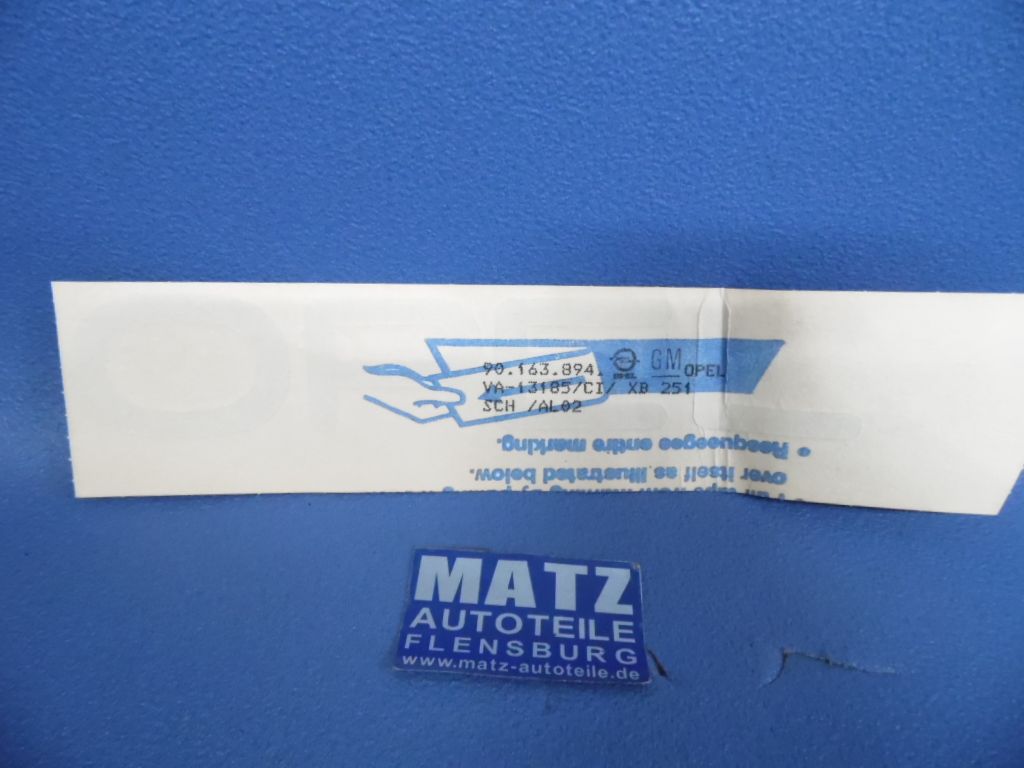 90.163.894. OPEL GM OPEL
VA-13185/CI/ XB 251
SCH /AL02
• Resqueegee entire marking.
over itself as illustrated below.
MATZ
AUTOTEILE
FLENSBURG
www.matz-autoteile.de